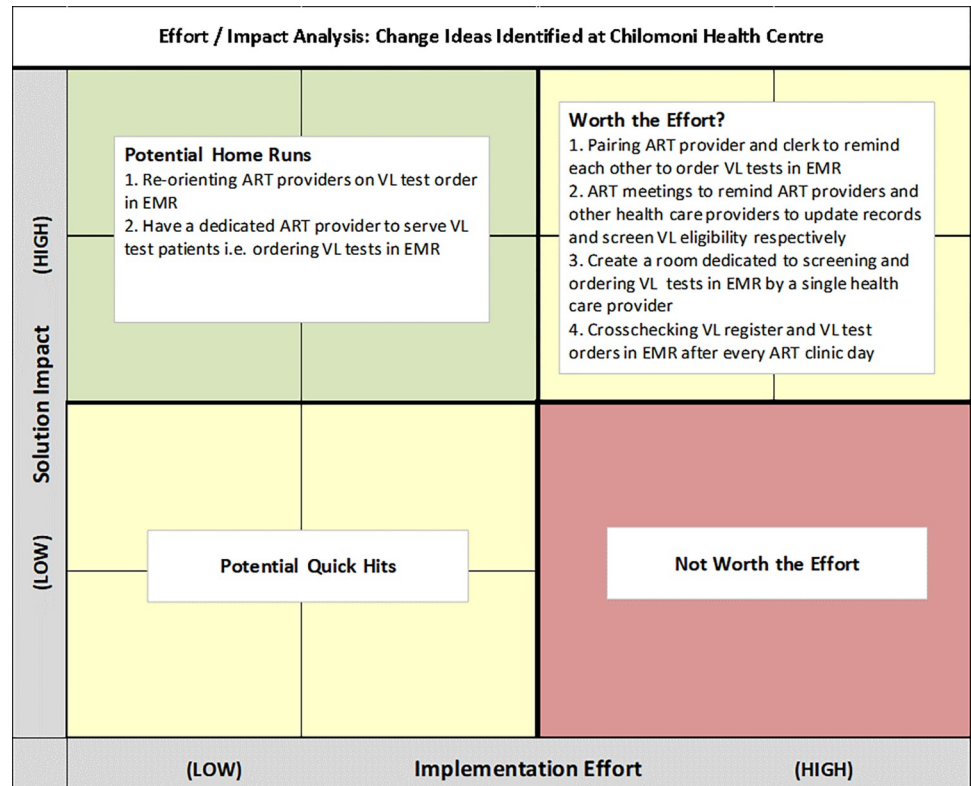 Effort / Impact Analysis: Change Ideas Identified at Chilomoni Health Centre
Potential Home Runs
1. Re-orienting ART providers on VL test order
in EMR
2. Have a dedicated ART provider to serve VL
test patients i.e. ordering VL tests in EMR
Worth the Effort?
1. Pairing ART provider and clerk to remind
each other to order VL tests in EMR
2. ART meetings to remind ART providers and
other health care providers to update records
and screen VL eligibility respectively
3. Create a room dedicated to screening and
ordering VL tests in EMR by a single health
care provider
4. Crosschecking VL register and VL test
orders in EMR after every ART clinic day
(LOW) Solution Impact (HIGH)
Potential Quick Hits
Not Worth the Effort
(LOW) Implementation Effort (HIGH)